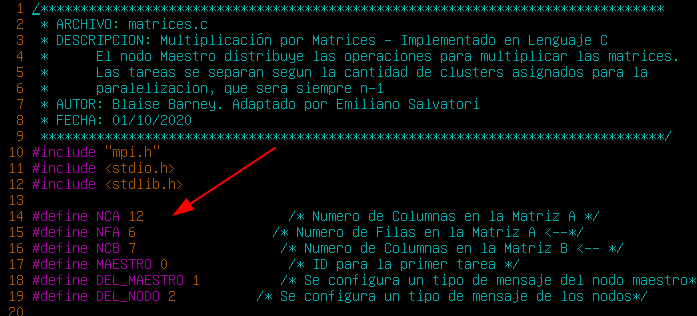 1 /****************************************************************************
2 * ARCHIVO: matrices.c
3 * DESCRIPCION: Multiplicación por Matrices - Implementado en Lenguaje C
4 * El nodo Maestro distribuye las operaciones para multiplicar las matrices.
5 * Las tareas se separan segun la cantidad de clusters asignados para la
6 * paralelizacion, que sera siempre n-1
7 * AUTOR: Blaise Barney. Adaptado por Emiliano Salvatori
8 * FECHA: 01/10/2020
9 ****************************************************************************/
10 #include "mpi.h"
11 #include <stdio.h>
12 #include <stdlib.h>
13
14 #define NCA 12 /* Numero de Columnas en la Matriz A */
15 #define NFA 6 /* Numero de Filas en la Matriz A <--*/
16 #define NCB 7 /* Numero de Columnas en la Matriz B <-- */
17 #define MAESTRO 0 /* ID para la primer tarea */
18 #define DEL_MAESTRO 1 /* Se configura un tipo de mensaje del nodo maestro*
19 #define DEL_NODO 2 /* Se configura un tipo de mensaje de los nodos*/
20